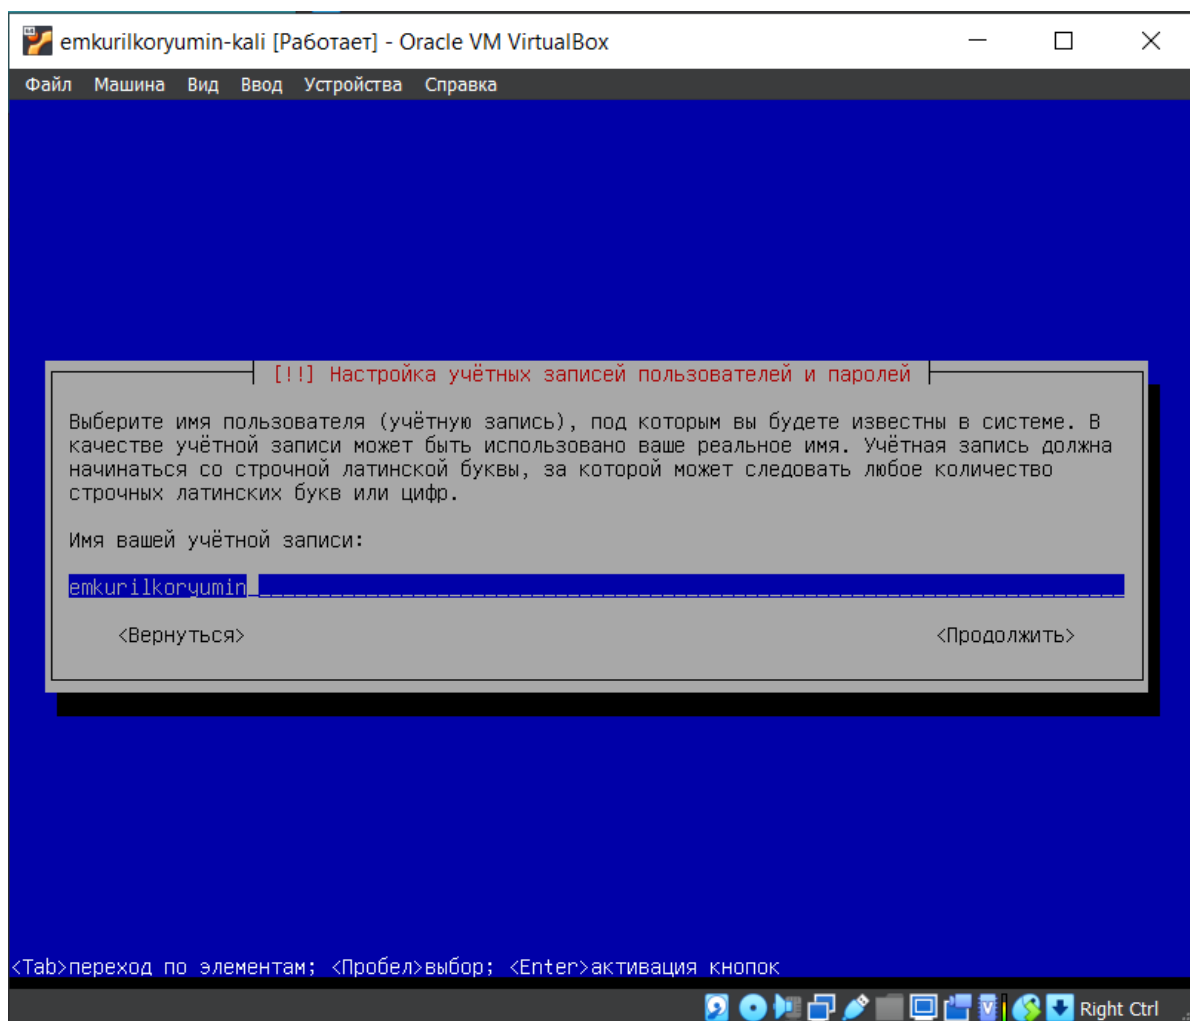 emkurilkoryumin-kali [Работает] - Oracle VM VirtualBox
Файл Машина Вид Ввод Устройства Справка
[!!] Настройка учётных записей пользователей и паролей
Выберите имя пользователя (учётную запись), под которым вы будете известны в системе. В
качестве учётной записи может быть использовано ваше реальное имя. Учётная запись должна
начинаться со строчной латинской буквы, за которой может следовать любое количество
строчных латинских букв или цифр.
Имя вашей учётной записи:
emkurilkoryumin
<Вернуться> <Продолжить>
<Tab>переход по элементам; <Пробел>выбор; <Enter>активация кнопок
Right Ctrl